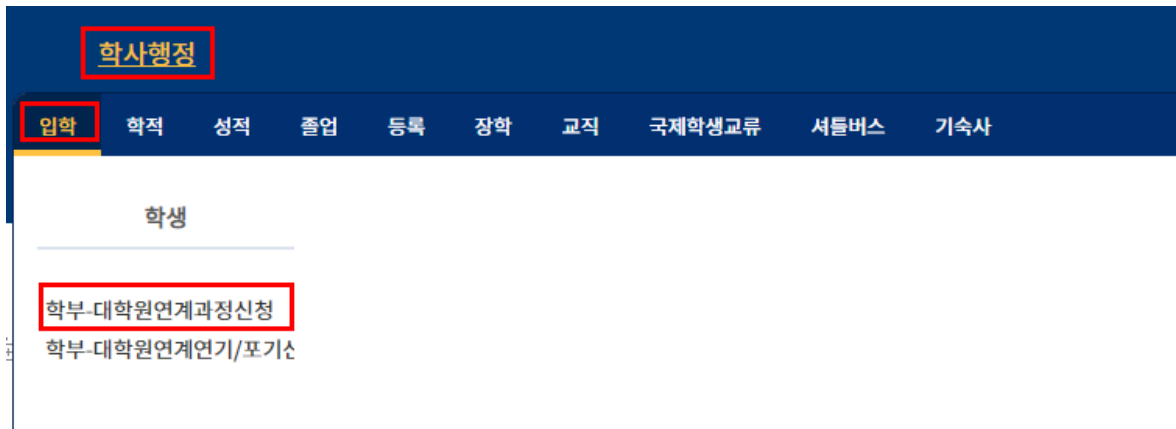 학사행정
입학 학적 성적 졸업 등록 장학 교직 국제학생교류 셔틀버스 기숙사
학생
학부-대학원연계과정신청
학부-대학원연계연기/포기신